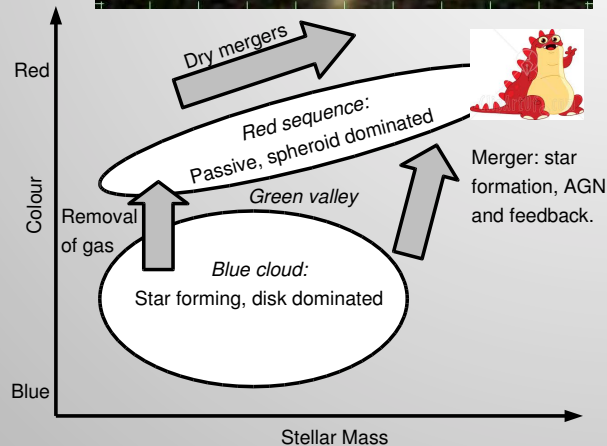 Dry mergers
Red
Red sequence:
Passive, spheroid dominated
Merger: star
formation, AGN
and feedback.
Green valley
Removal
of gas
Colour
Blue cloud:
Star forming, disk dominated
Blue
Stellar Mass